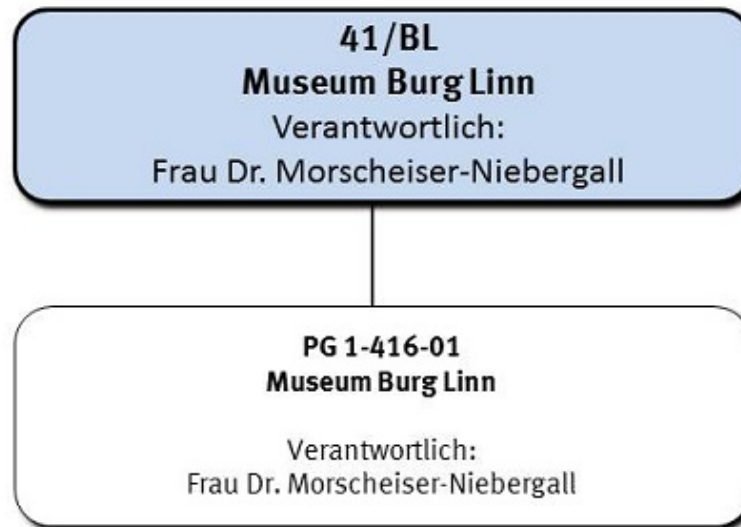 41/BL
Museum Burg Linn
Verantwortlich:
Frau Dr. Morscheiser-Niebergall
PG 1-416-01
Museum Burg Linn
Verantwortlich:
Frau Dr. Morscheiser-Niebergall